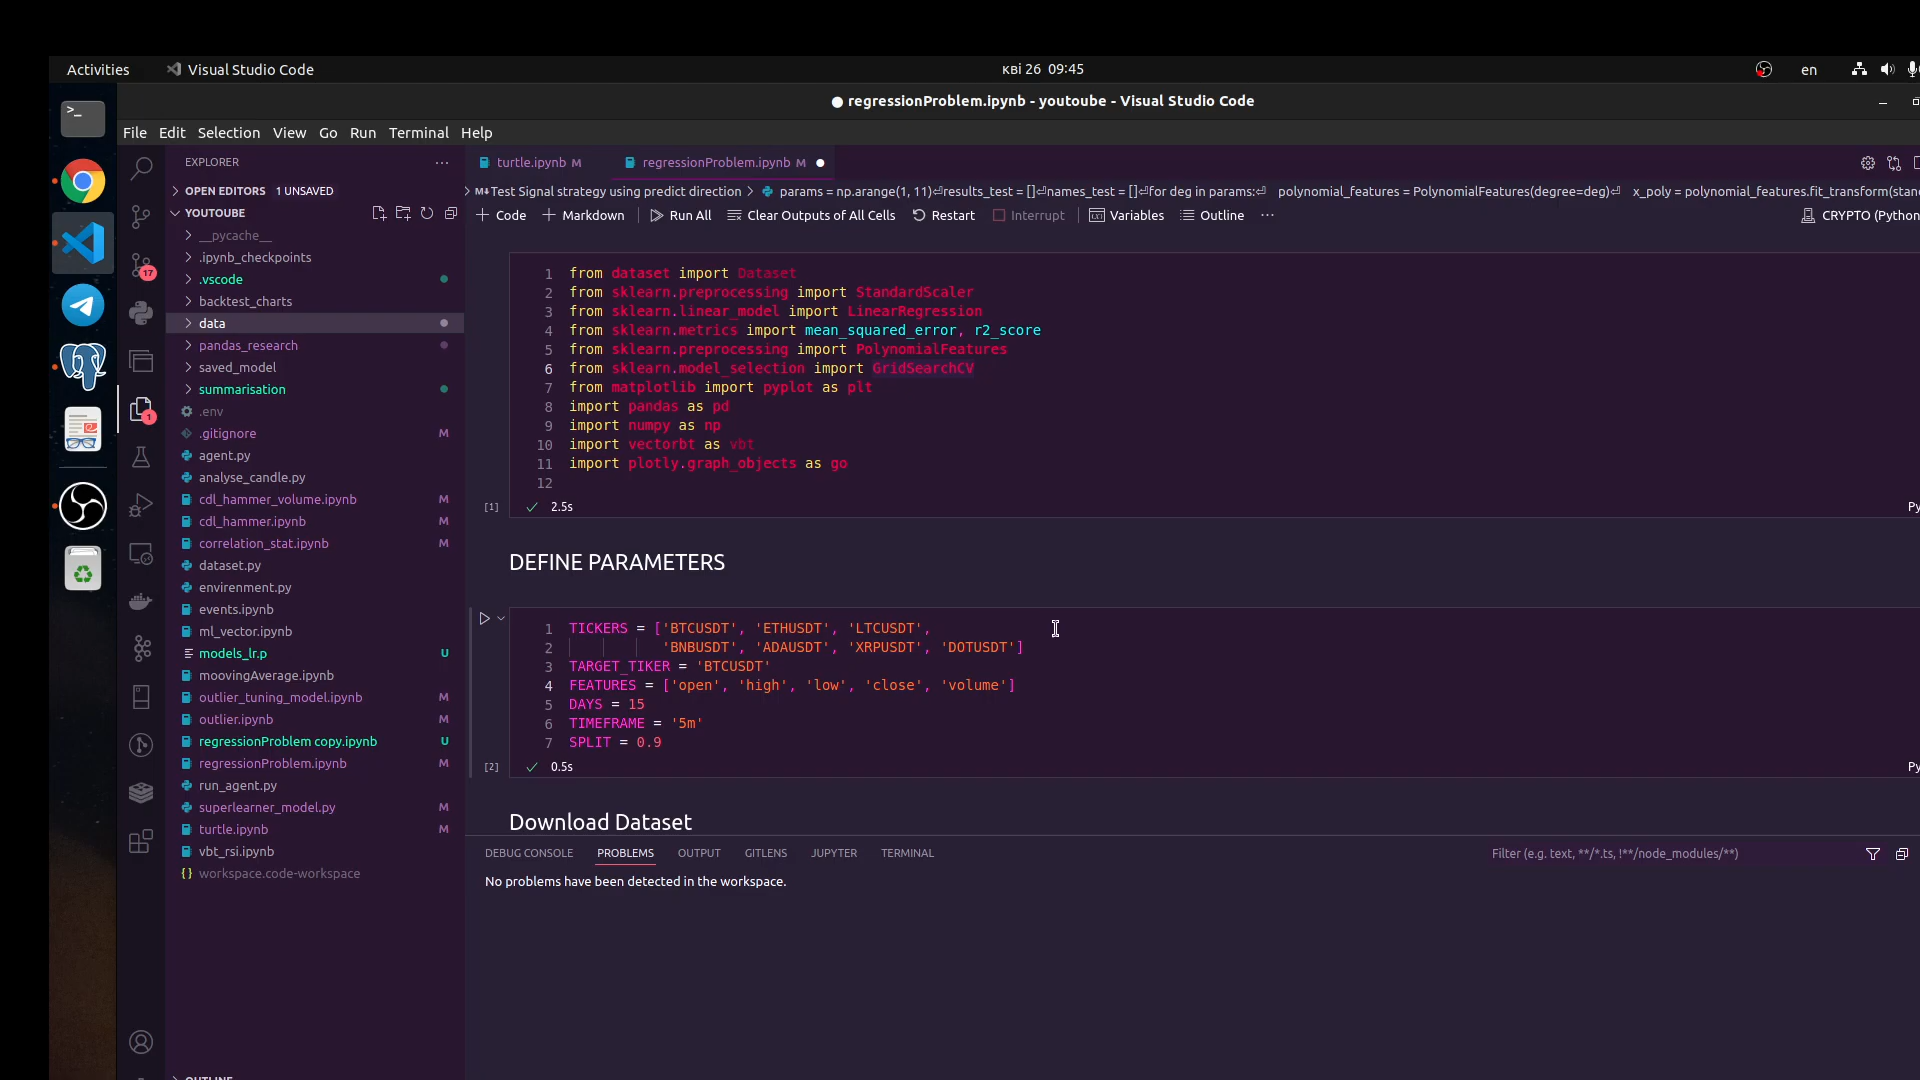 Activities
Visual Studio Code
кві 26 09:45
en
regressionProblem.ipynb - youtoube - Visual Studio Code
File Edit Selection View Go Run Terminal Help
EXPLORER
OPEN EDITORS 1 UNSAVED
YOUTOUBE
__pycache__
.ipynb_checkpoints
.vscode
backtest_charts
data
pandas_research
saved_model
summarisation
.env
.gitignore M
agent.py
analyse_candle.py
cdl_hammer_volume.ipynb M
cdl_hammer.ipynb M
correlation_stat.ipynb M
dataset.py
envirenment.py
events.ipynb
ml_vector.ipynb
models_lr.p U
moovingAverage.ipynb
outlier_tuning_model.ipynb M
outlier.ipynb M
regressionProblem copy.ipynb U
regressionProblem.ipynb M
run_agent.py
superlearner_model.py M
turtle.ipynb M
vbt_rsi.ipynb
workspace.code-workspace
17
1
turtle.ipynb M
regressionProblem.ipynb M
M↓Test Signal strategy using predict direction > params = np.arange(1, 11)⏎results_test = []⏎names_test = []⏎for deg in params:⏎ polynomial_features = PolynomialFeatures(degree=deg)⏎ x_poly = polynomial_features.fit_transform(stan
+ Code + Markdown Run All Clear Outputs of All Cells Restart Interrupt Variables Outline ··· CRYPTO (Python
1 from dataset import Dataset
2 from sklearn.preprocessing import StandardScaler
3 from sklearn.linear_model import LinearRegression
4 from sklearn.metrics import mean_squared_error, r2_score
5 from sklearn.preprocessing import PolynomialFeatures
6 from sklearn.model_selection import GridSearchCV
7 from matplotlib import pyplot as plt
8 import pandas as pd
9 import numpy as np
10 import vectorbt as vbt
11 import plotly.graph_objects as go
12
[1] 2.5s Py
DEFINE PARAMETERS
1 TICKERS = ['BTCUSDT', 'ETHUSDT', 'LTCUSDT',
2 'BNBUSDT', 'ADAUSDT', 'XRPUSDT', 'DOTUSDT']
3 TARGET_TIKER = 'BTCUSDT'
4 FEATURES = ['open', 'high', 'low', 'close', 'volume']
5 DAYS = 15
6 TIMEFRAME = '5m'
7 SPLIT = 0.9
[2] 0.5s Py
Download Dataset
DEBUG CONSOLE PROBLEMS OUTPUT GITLENS JUPYTER TERMINAL
Filter (e.g. text, **/*.ts, !**/node_modules/**)
No problems have been detected in the workspace.